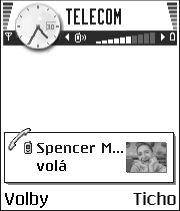 TELECOM
Spencer M...
volá
Volby Ticho